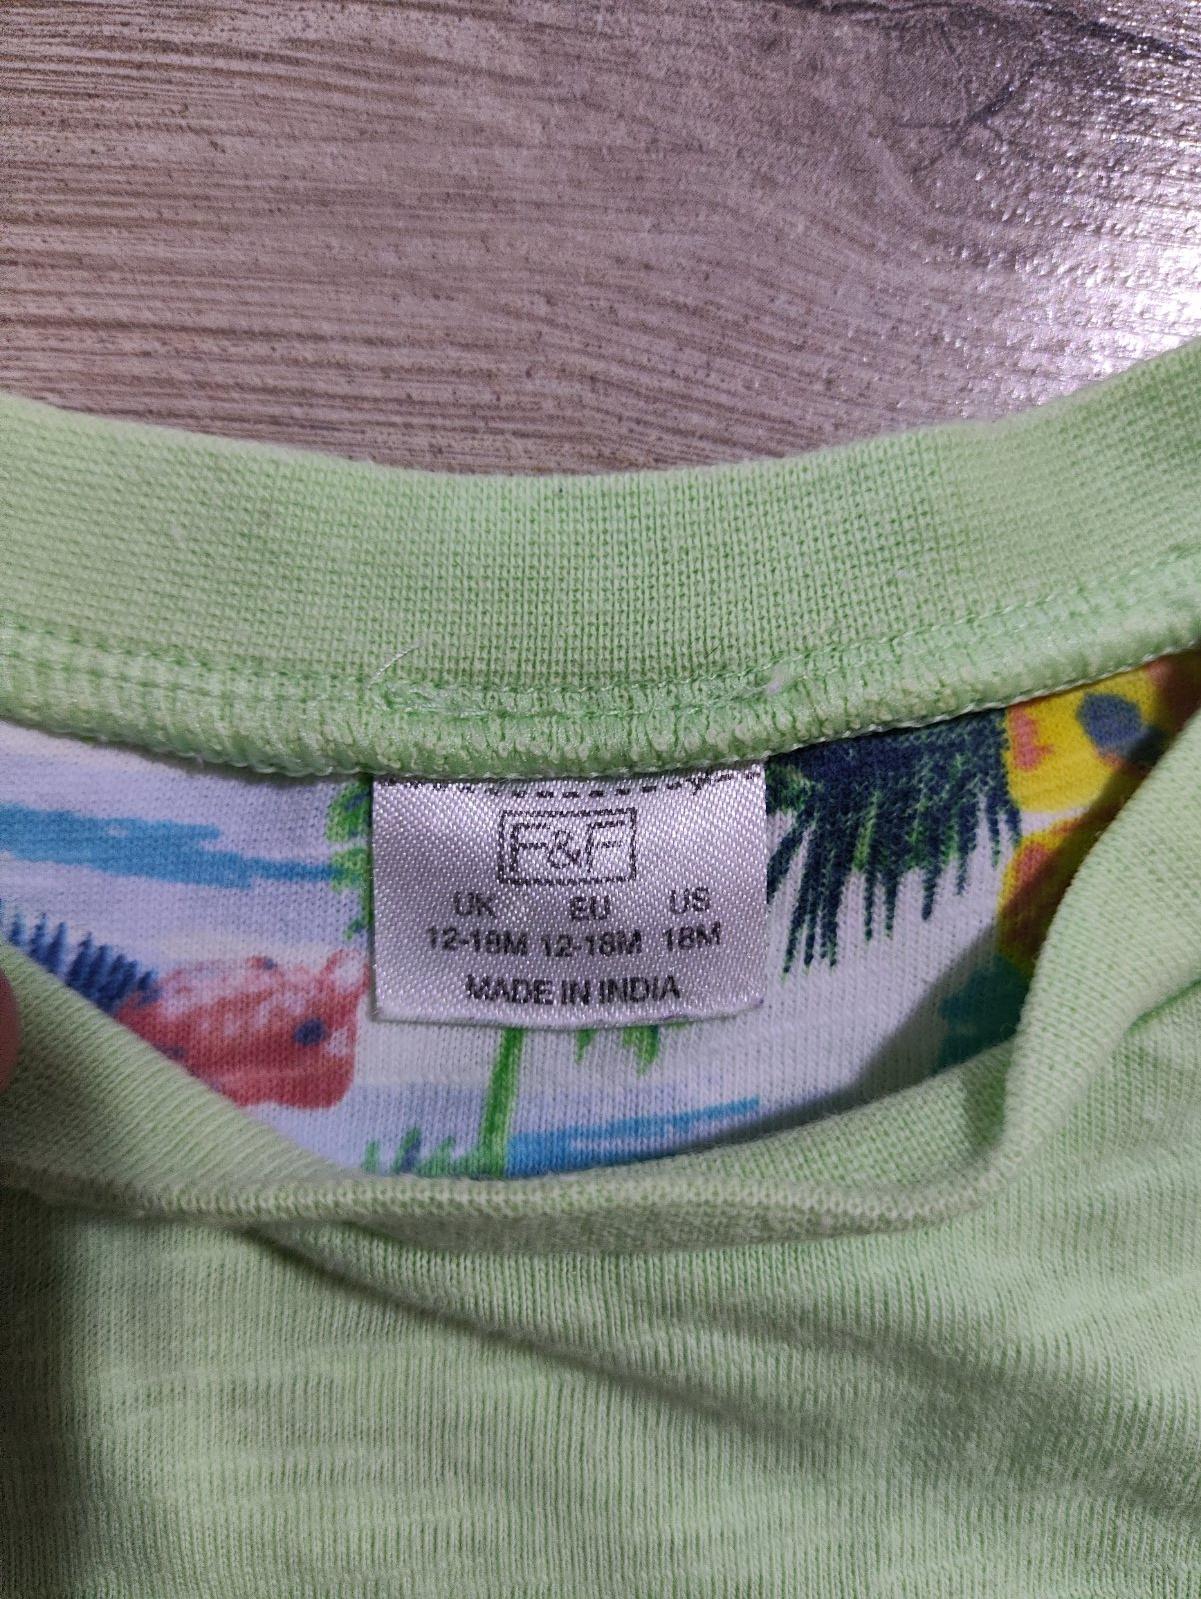 F&F
UK EU US
12-18M 12-18M 18M
MADE IN INDIA